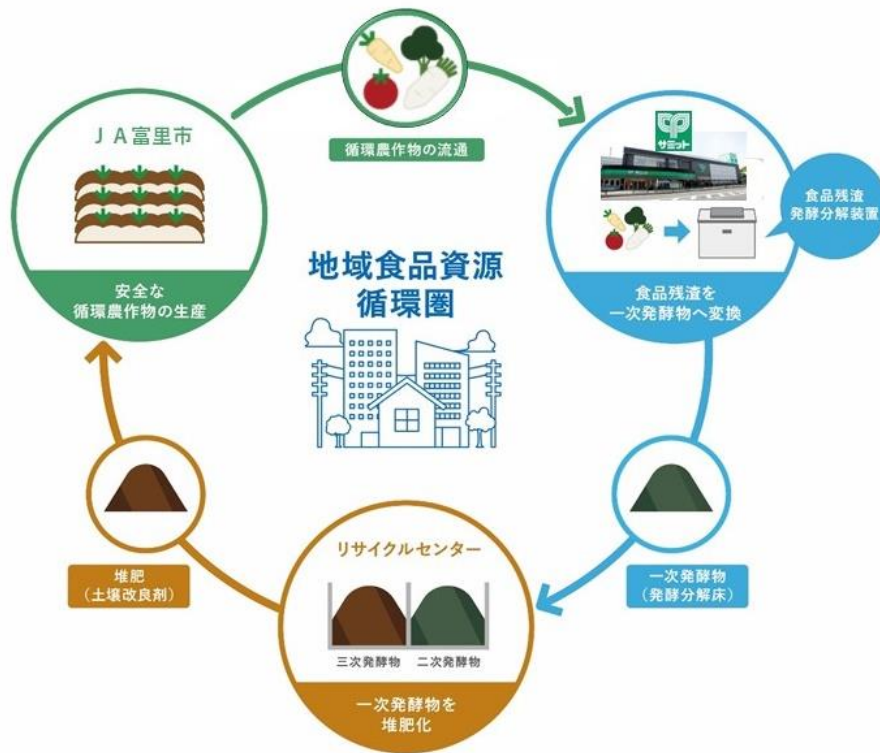 循環農作物の流通
JA富里市
安全な
循環農作物の生産
サミット
食品残渣
発酵分解装置
食品残渣を
一次発酵物へ変換
地域食品資源
循環圏
一次発酵物
(発酵分解床)
リサイクルセンター
三次発酵物 二次発酵物
一次発酵物を
堆肥化
堆肥
(土壌改良剤)